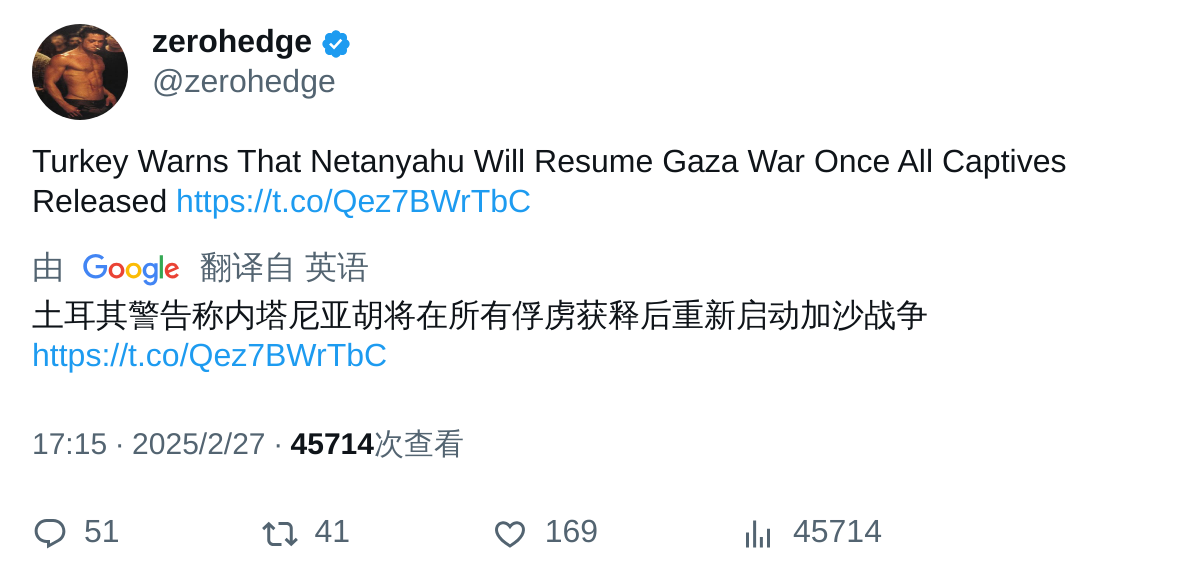 zerohedge
@zerohedge
Turkey Warns That Netanyahu Will Resume Gaza War Once All Captives
Released https://t.co/Qez7BWrTbC
由 Google 翻译自 英语
土耳其警告称内塔尼亚胡将在所有俘虏获释后重新启动加沙战争
https://t.co/Qez7BWrTbC
17:15 · 2025/2/27 · 45714次查看
51 41 169 45714